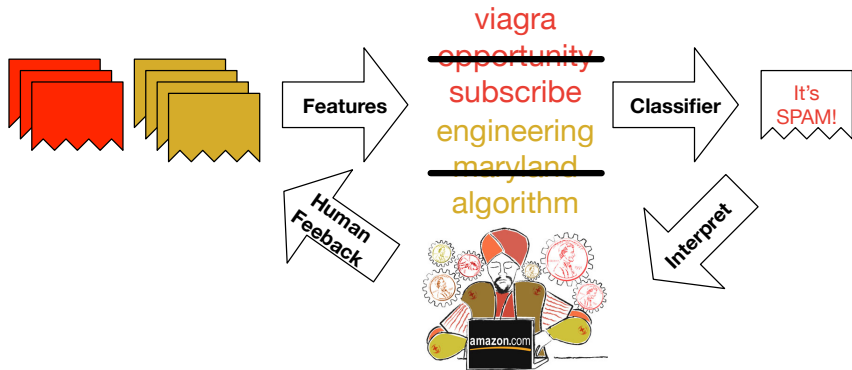 viagra
opportunity
subscribe
engineering
maryland
algorithm
Features
Classifier
It's
SPAM!
Interpret
Human
Feeback
amazon.com